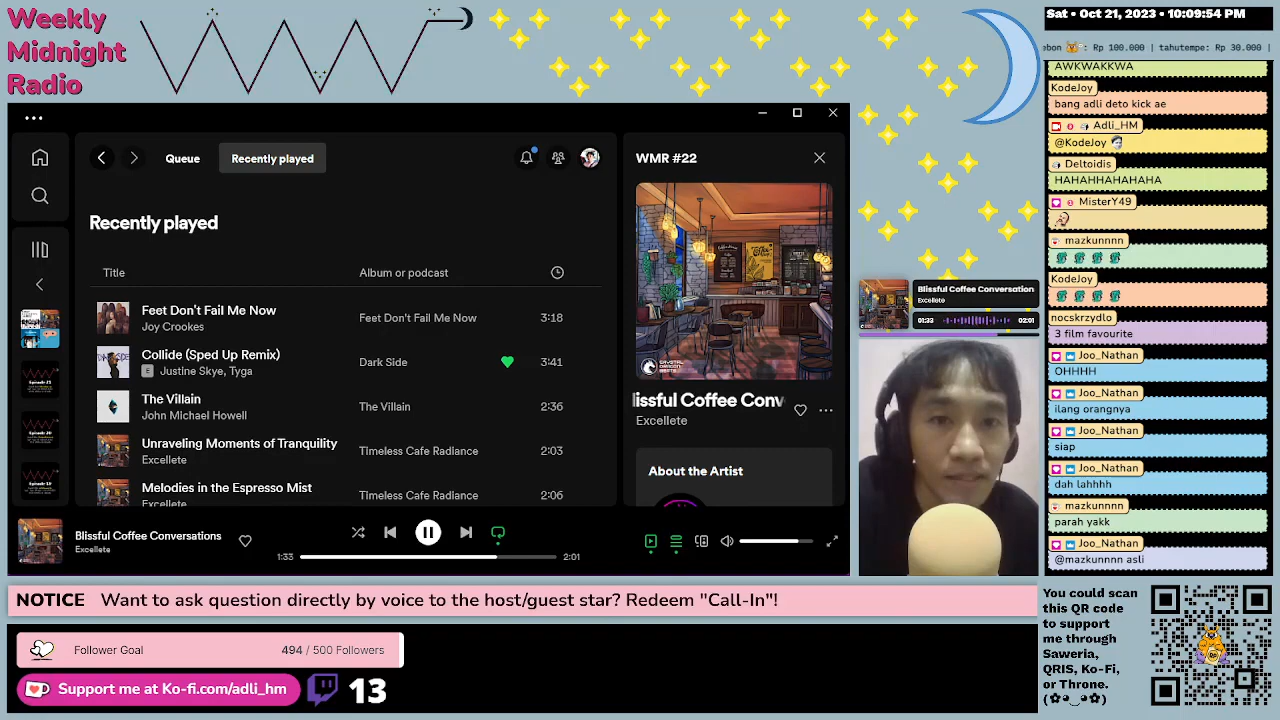 Weekly
Midnight
Radio
Sat • Oct 21, 2023 • 10:09:54 PM
: Rp 100.000 | tahutempe: Rp 30.000 |
Queue
Recently played
WMR #22
Recently played
Title
Album or podcast
Feet Don't Fail Me Now
Joy Crookes
Feet Don't Fail Me Now
3:18
Collide (Sped Up Remix)
E Justine Skye, Tyga
Dark Side
3:41
The Villain
John Michael Howell
The Villain
2:36
Unraveling Moments of Tranquility
Excellete
Timeless Cafe Radiance
2:03
Melodies in the Espresso Mist
Excellete
Timeless Cafe Radiance
2:06
CRYSTAL
DRAGON
BEATS
lissful Coffee Conv
Excellete
About the Artist
Blissful Coffee Conversations
Excellete
1:33
2:01
Blissful Coffee Conversation
Excellete
01:33
02:01
AWKWAKKWA
KodeJoy
bang adli deto kick ae
Adli_HM
@KodeJoy
Deltoidis
HAHAHHAHAHAHA
MisterY49
mazkunnnn
KodeJoy
nocskrzydlo
3 film favourite
Joo_Nathan
OHHHH
Joo_Nathan
ilang orangnya
Joo_Nathan
siap
Joo_Nathan
dah lahhhh
mazkunnnn
parah yakk
Joo_Nathan
@mazkunnnn asli
NOTICE Want to ask question directly by voice to the host/guest star? Redeem "Call-In"!
Follower Goal
494 / 500 Followers
Support me at Ko-fi.com/adli_hm
13
You could scan
this QR code
to support
me through
Saweria,
QRIS, Ko-Fi,
or Throne.
(✿◕‿◕✿)